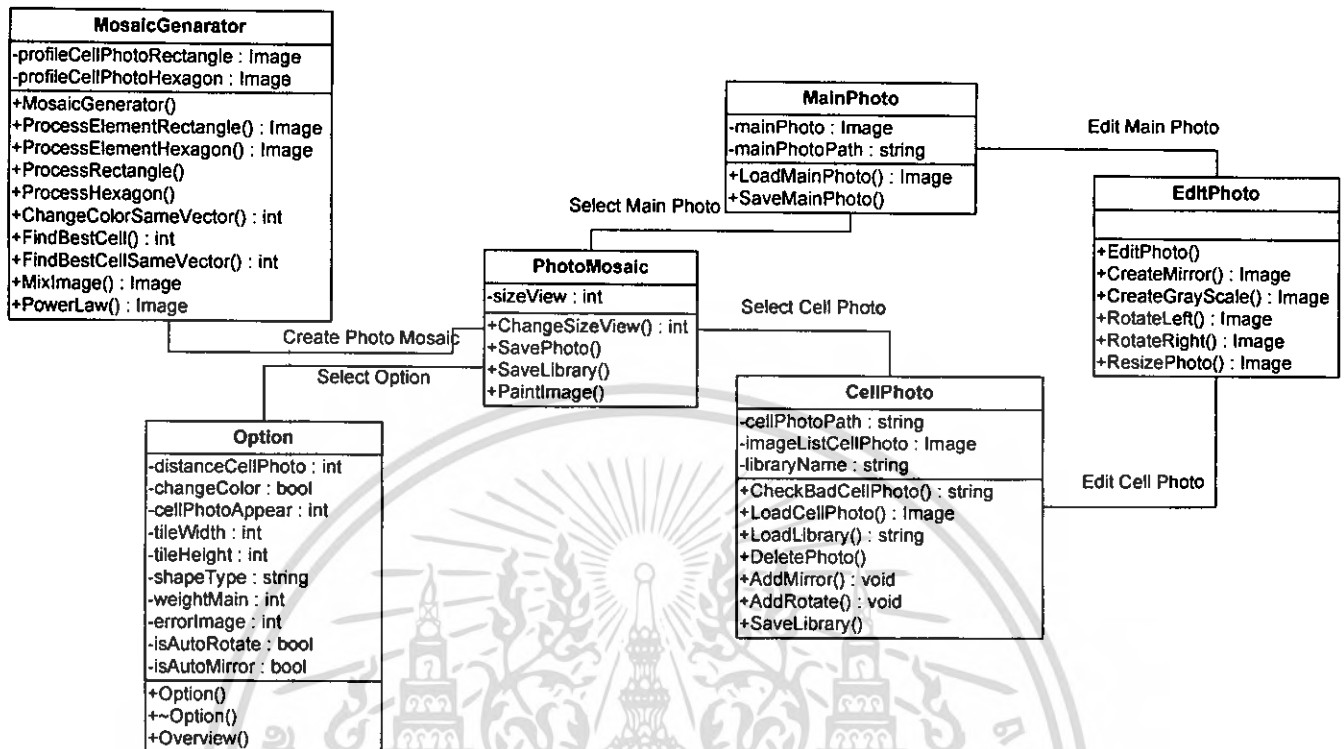 MosaicGenarator
-profileCellPhotoRectangle : Image
-profileCellPhotoHexagon : Image
+MosaicGenerator()
+ProcessElementRectangle() : Image
+ProcessElementHexagon() : Image
+ProcessRectangle()
+ProcessHexagon()
+ChangeColorSameVector() : int
+FindBestCell() : int
+FindBestCellSameVector() : int
+MixImage() : Image
+PowerLaw() : Image
MainPhoto
-mainPhoto : Image
-mainPhotoPath : string
+LoadMainPhoto() : Image
+SaveMainPhoto()
Edit Main Photo
EditPhoto
+EditPhoto()
+CreateMirror() : Image
+CreateGrayScale() : Image
+RotateLeft() : Image
+RotateRight() : Image
+ResizePhoto() : Image
Select Main Photo
PhotoMosaic
-sizeView : int
+ChangeSizeView() : int
+SavePhoto()
+SaveLibrary()
+PaintImage()
Select Cell Photo
Create Photo Mosaic
Select Option
CellPhoto
-cellPhotoPath : string
-imageListCellPhoto : Image
-libraryName : string
+CheckBadCellPhoto() : string
+LoadCellPhoto() : Image
+LoadLibrary() : string
+DeletePhoto()
+AddMirror() : void
+AddRotate() : void
+SaveLibrary()
Edit Cell Photo
Option
-distanceCellPhoto : int
-changeColor : bool
-cellPhotoAppear : int
-tileWidth : int
-tileHeight : int
-shapeType : string
-weightMain : int
-errorImage : int
-isAutoRotate : bool
-isAutoMirror : bool
+Option()
+~Option()
+Overview()